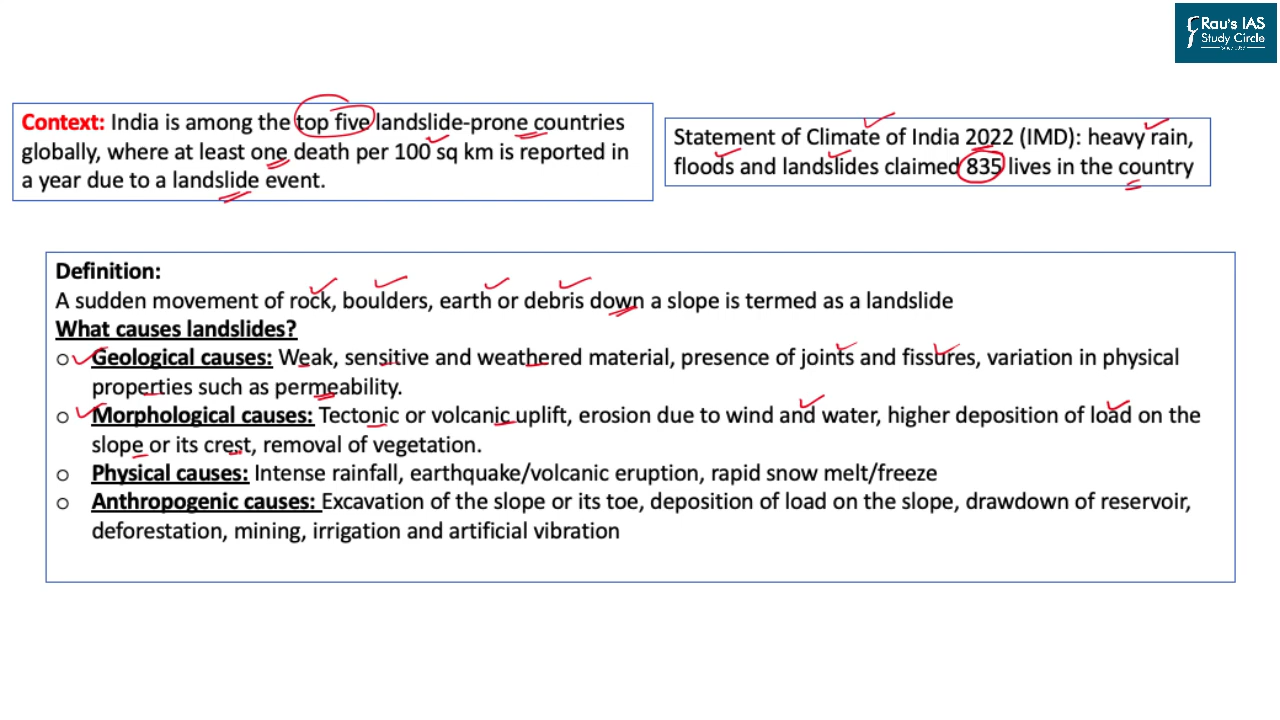 Rau's IAS
Study Circle
Context: India is among the top five landslide-prone countries
globally, where at least one death per 100 sq km is reported in
a year due to a landslide event.
Statement of Climate of India 2022 (IMD): heavy rain,
floods and landslides claimed 835 lives in the country
Definition:
A sudden movement of rock, boulders, earth or debris down a slope is termed as a landslide
What causes landslides?
o Geological causes: Weak, sensitive and weathered material, presence of joints and fissures, variation in physical
properties such as permeability.
o Morphological causes: Tectonic or volcanic uplift, erosion due to wind and water, higher deposition of load on the
slope or its crest, removal of vegetation.
o Physical causes: Intense rainfall, earthquake/volcanic eruption, rapid snow melt/freeze
o Anthropogenic causes: Excavation of the slope or its toe, deposition of load on the slope, drawdown of reservoir,
deforestation, mining, irrigation and artificial vibration